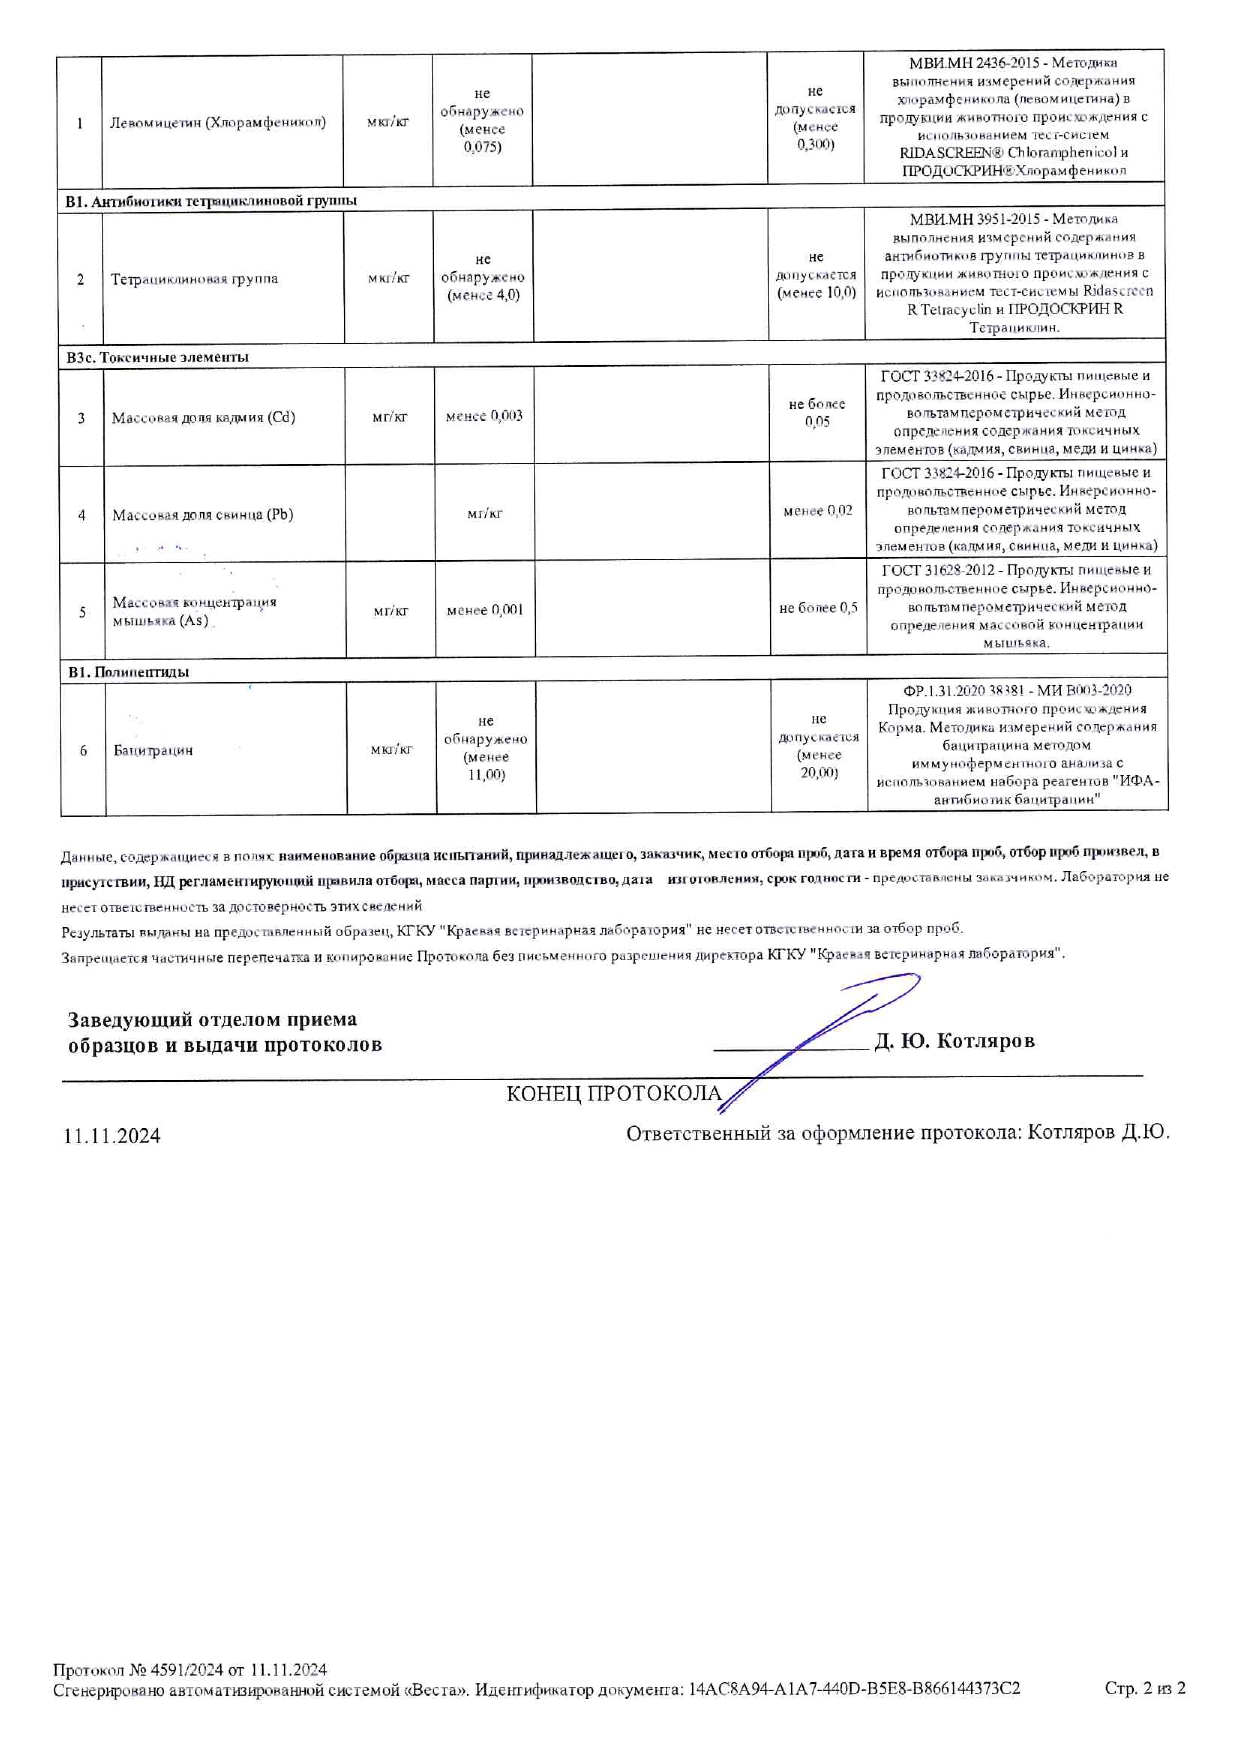 1
Левомицетин (Хлорамфеникол)
мкг/кг
не
обнаружено
(менее
0,075)
не
допускается
(менее
0,300)
МВИ.МН 2436-2015 - Методика
выполнения измерений содержания
хлорамфеникола (левомицетина) в
продукции животного происхождения с
использованием тест-систем
RIDASCREEN® Chloramphenicol и
ПРОДОСКРИН®Хлорамфеникол
В1. Антибиотики тетрациклиновой группы
2
Тетрациклиновая группа
мкг/кг
не
обнаружено
(менее 4,0)
не
допускается
(менее 10,0)
МВИ.МН 3951-2015 - Методика
выполнения измерений содержания
антибиотиков группы тетрациклинов в
продукции животного происхождения с
использованием тест-системы Ridascreen
R Tetracyclin и ПРОДОСКРИН R
Тетрациклин.
В3с. Токсичные элементы
3
Массовая доля кадмия (Cd)
мг/кг
менее 0,003
не более
0,05
ГОСТ 33824-2016 - Продукты пищевые и
продовольственное сырье. Инверсионно-
вольтамперометрический метод
определения содержания токсичных
элементов (кадмия, свинца, меди и цинка)
4
Массовая доля свинца (Pb)
мг/кг
менее 0,02
ГОСТ 33824-2016 - Продукты пищевые и
продовольственное сырье. Инверсионно-
вольтамперометрический метод
определения содержания токсичных
элементов (кадмия, свинца, меди и цинка)
5
Массовая концентрация
мышьяка (As)
мг/кг
менее 0,001
не более 0,5
ГОСТ 31628-2012 - Продукты пищевые и
продовольственное сырье. Инверсионно-
вольтамперометрический метод
определения массовой концентрации
мышьяка.
В1. Полипептиды
6
Бацитрацин
мкг/кг
не
обнаружено
(менее
11,00)
не
допускается
(менее
20,00)
ФР.1.31.2020 38381 - МИ В003-2020
Продукция животного происхождения
Корма. Методика измерений содержания
бацитрацина методом
иммуноферментного анализа с
использованием набора реагентов "ИФА-
антибиотик бацитрацин"
Данные, содержащиеся в полях: наименование образца испытаний, принадлежащего, заказчик, место отбора проб, дата и время отбора проб, отбор проб произвел, в
присутствии, НД регламентирующий правила отбора, масса партии, производство, дата изготовления, срок годности - предоставлены заказчиком. Лаборатория не
несет ответственность за достоверность этих сведений
Результаты выданы на предоставленный образец, КГКУ "Краевая ветеринарная лаборатория" не несет ответственности за отбор проб.
Запрещается частичные перепечатка и копирование Протокола без письменного разрешения директора КГКУ "Краевая ветеринарная лаборатория".
Заведующий отделом приема
образцов и выдачи протоколов
Д. Ю. Котляров
КОНЕЦ ПРОТОКОЛА
11.11.2024
Ответственный за оформление протокола: Котляров Д.Ю.
Протокол № 4591/2024 от 11.11.2024
Сгенерировано автоматизированной системой «Веста». Идентификатор документа: 14AC8A94-A1A7-440D-B5E8-B866144373C2
Стр. 2 из 2